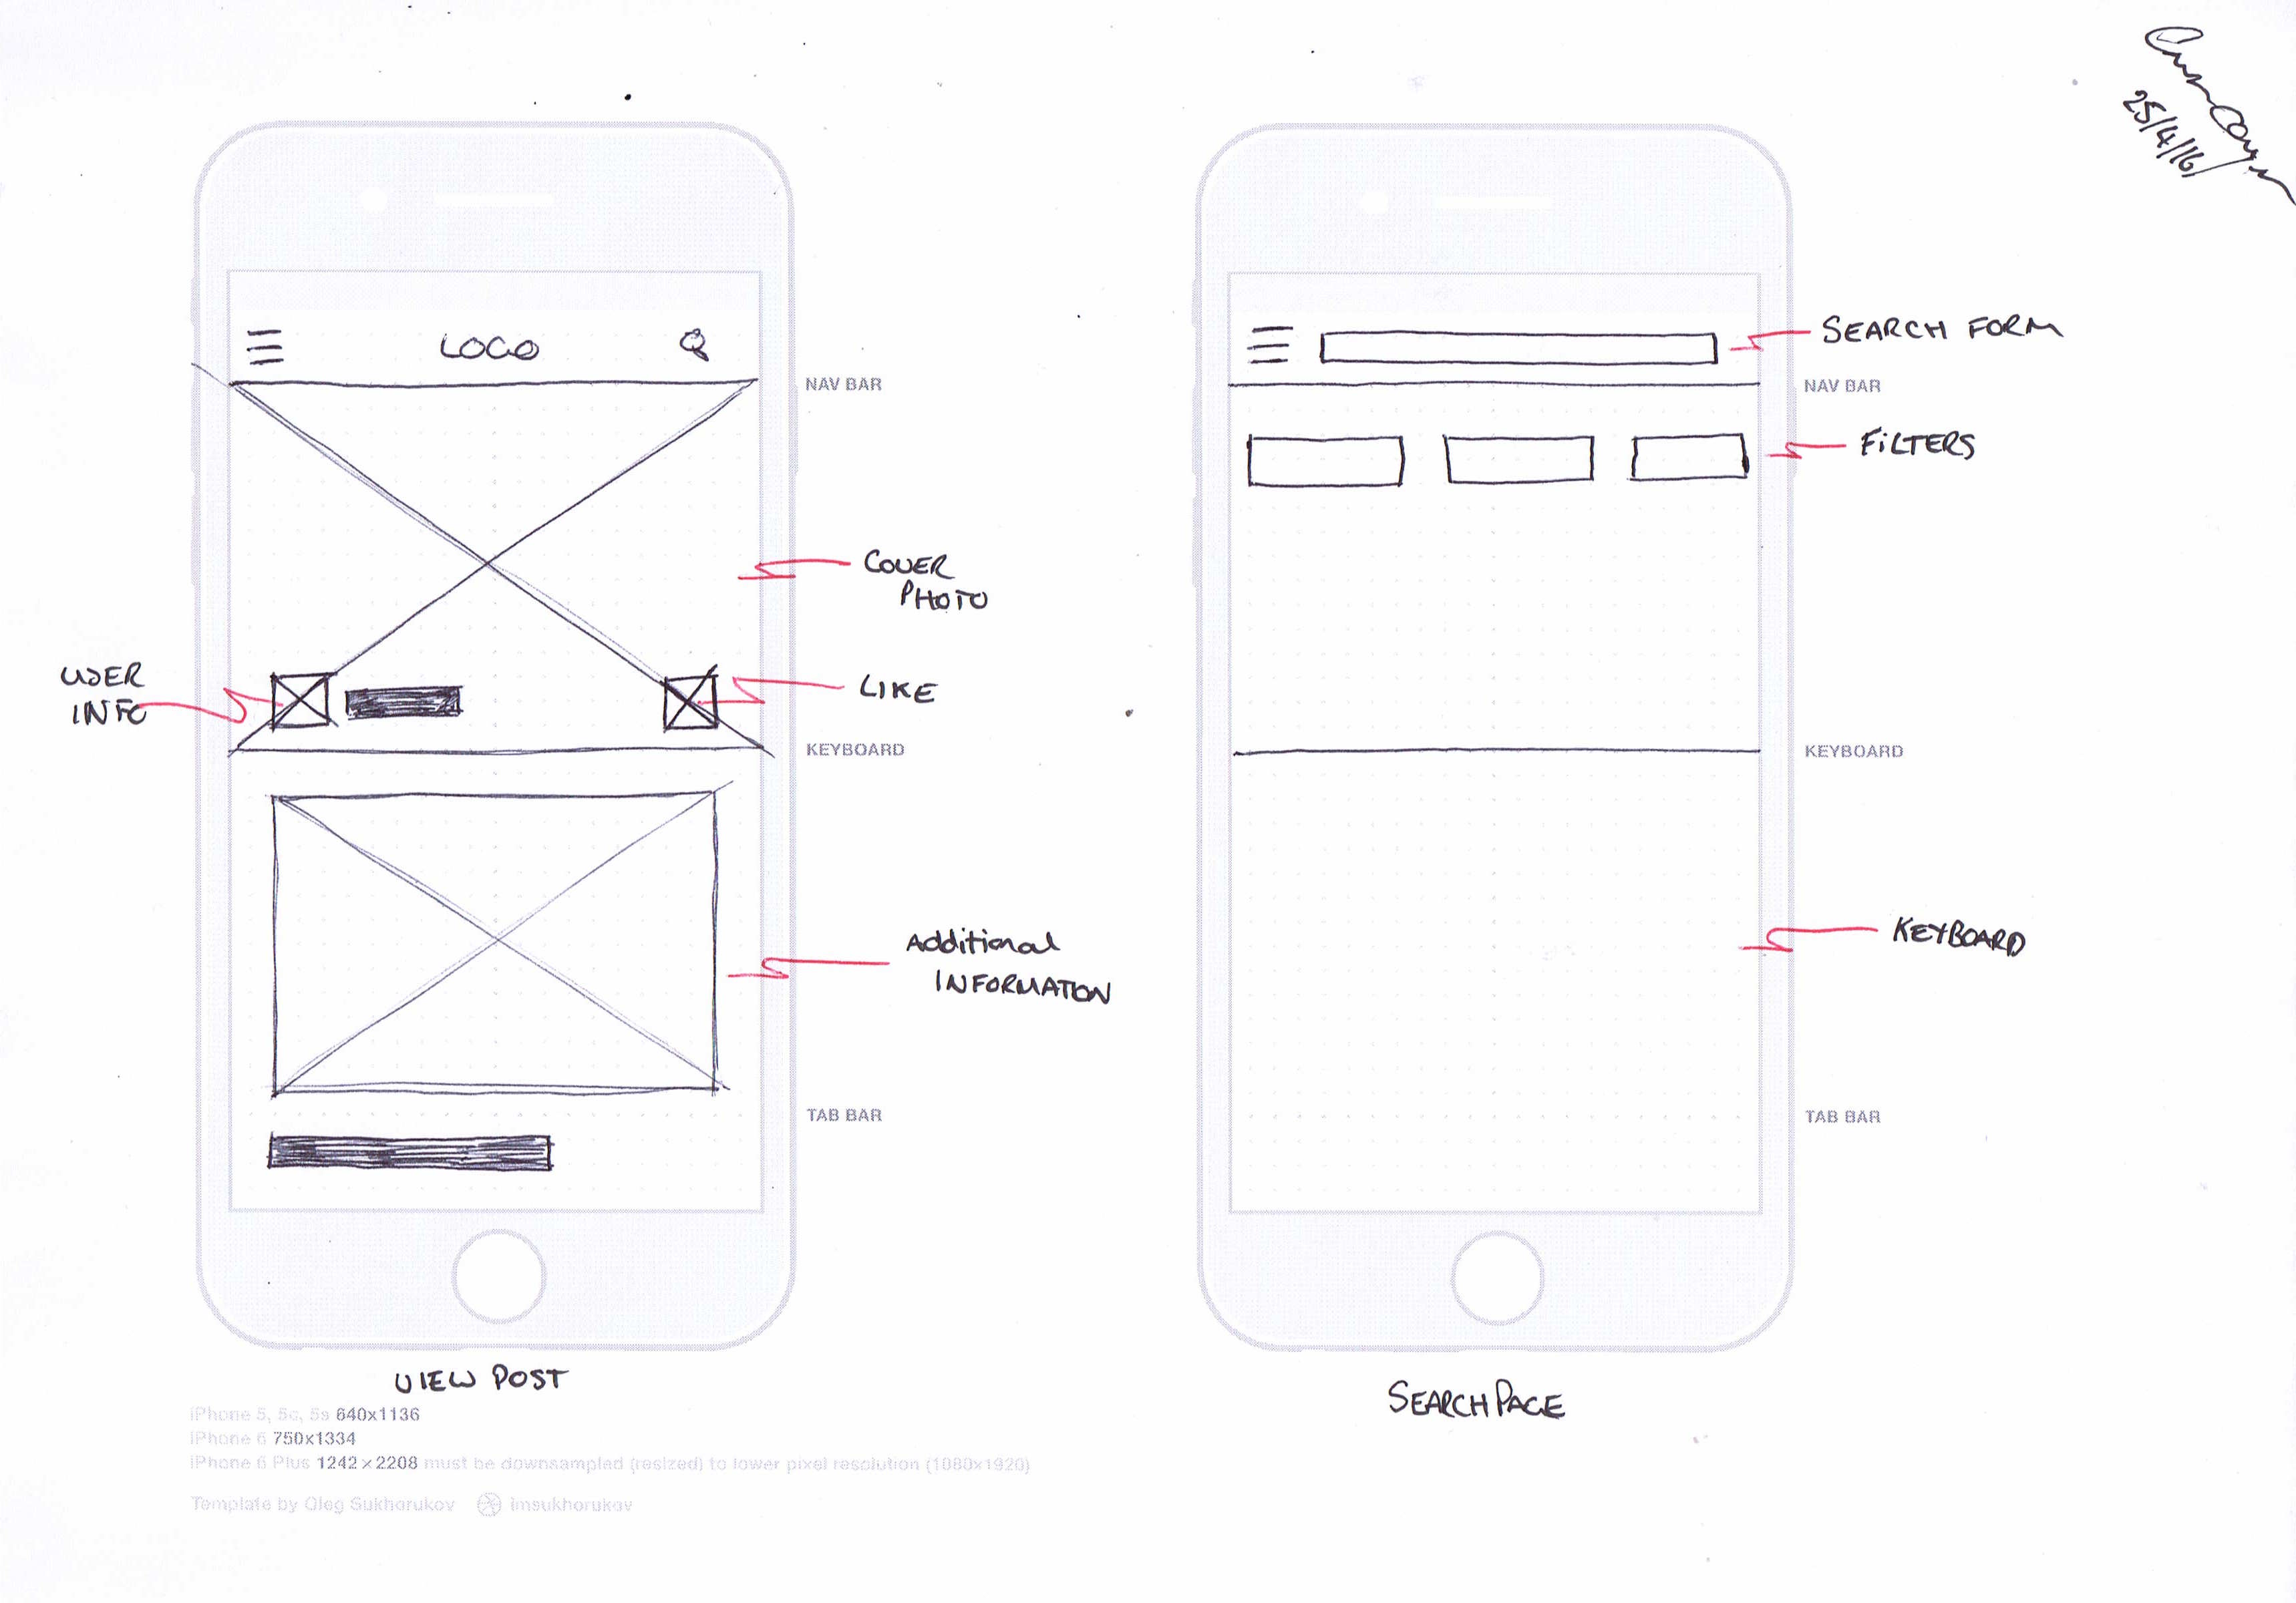 25/4/16
LOGO
NAV BAR
COVER
PHOTO
USER
INFO
LIKE
KEYBOARD
Additional
INFORMATION
TAB BAR
VIEW POST
SEARCH FORM
NAV BAR
FiLTERS
KEYBOARD
KEYBOARD
TAB BAR
SEARCH PAGE
iPhone 5, 5c, 5s 640x1136
iPhone 6 750x1334
iPhone 6 Plus 1242×2208 must be downsampled (resized) to lower pixel resolution (1080x1920)
Template by Oleg Sukhorukov imsukhorukov